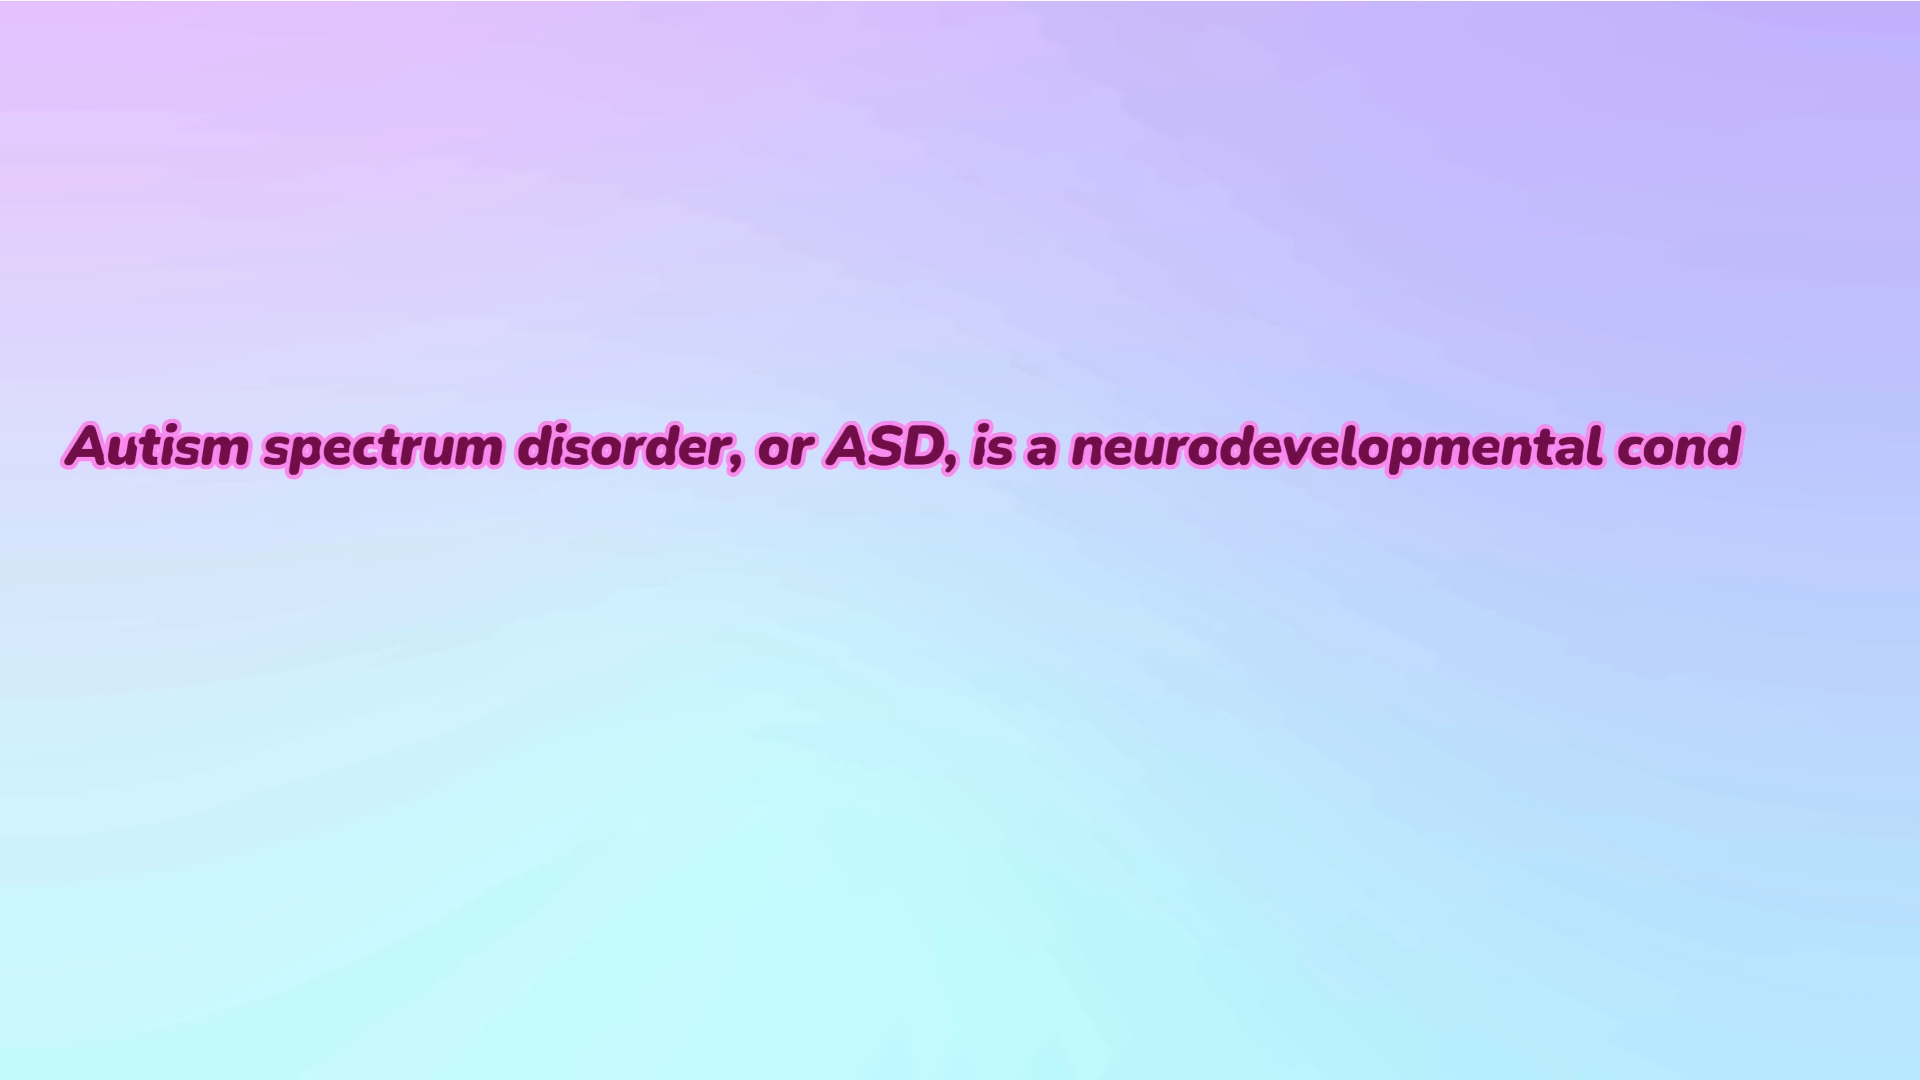 Autism spectrum disorder, or ASD, is a neurodevelopmental cond